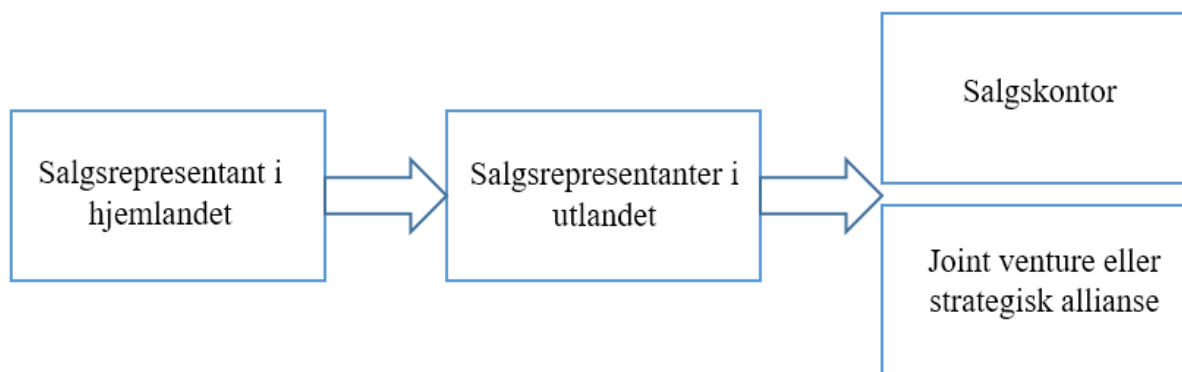 Salgsrepresentant i
hjemlandet
Salgsrepresentanter i
utlandet
Salgskontor
Joint venture eller
strategisk allianse